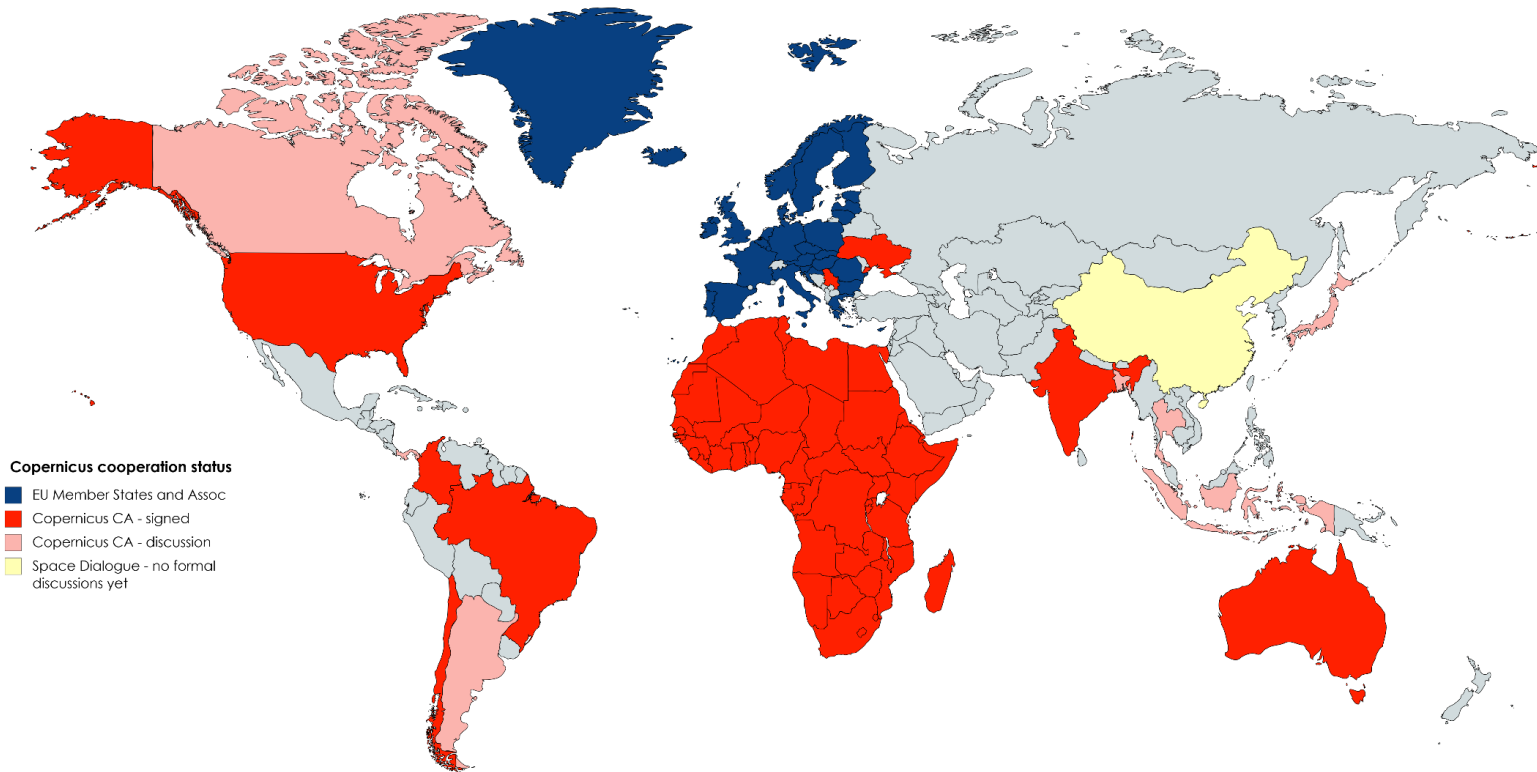 Copernicus cooperation status
EU Member States and Assoc
Copernicus CA - signed
Copernicus CA - discussion
Space Dialogue - no formal
discussions yet